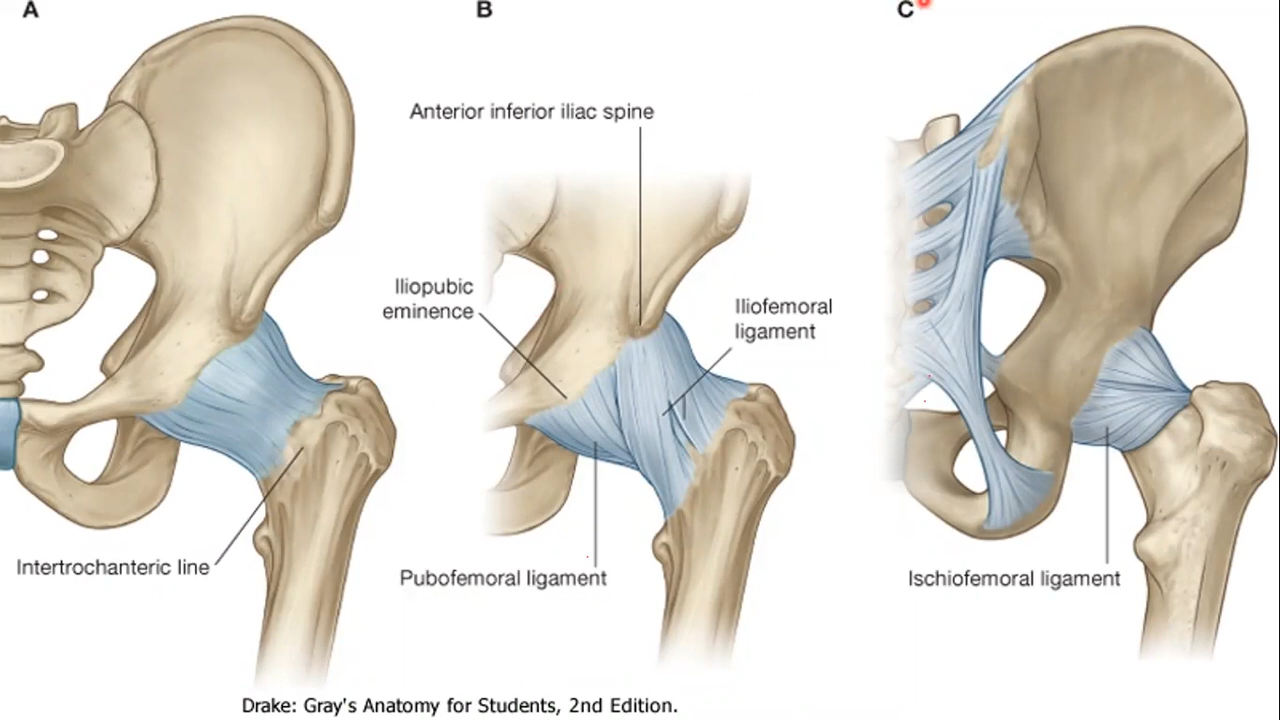 A
B
C
Anterior inferior iliac spine
Iliopubic
eminence
Iliofemoral
ligament
Intertrochanteric line
Pubofemoral ligament
Ischiofemoral ligament
Drake: Gray's Anatomy for Students, 2nd Edition.